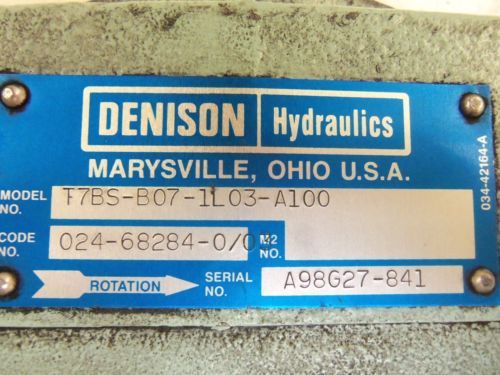 DENISON Hydraulics
MARYSVILLE, OHIO U.S.A.
MODEL NO. T7BS-B07-1L03-A100
CODE NO. 024-68284-0/0 M2 NO.
ROTATION SERIAL NO. A98G27-841
034-42164-A